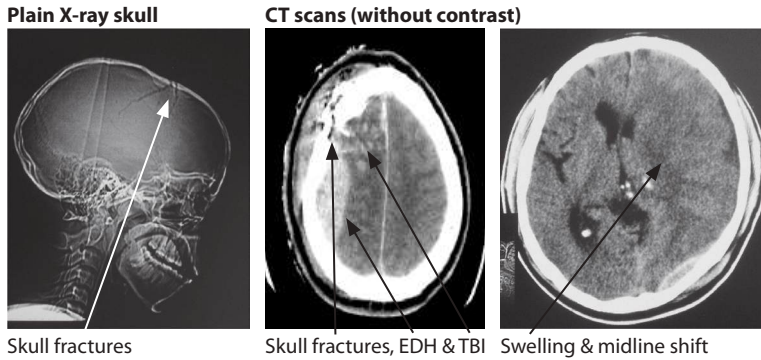 Plain X-ray skull
CT scans (without contrast)
Skull fractures
Skull fractures, EDH & TBI
Swelling & midline shift